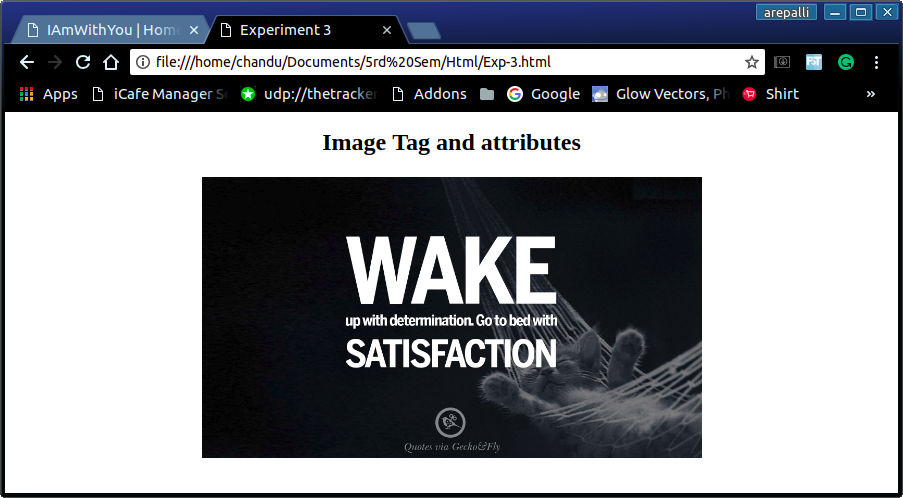 arepalli
IAmWithYou | Home
Experiment 3
file:///home/chandu/Documents/5rd%20Sem/Html/Exp-3.html
Apps
iCafe Manager Se
udp://thetracker
Addons
Google
Glow Vectors, Ph
Shirt
»
Image Tag and attributes
WAKE
up with determination. Go to bed with
SATISFACTION
Quotes via Gecko&Fly